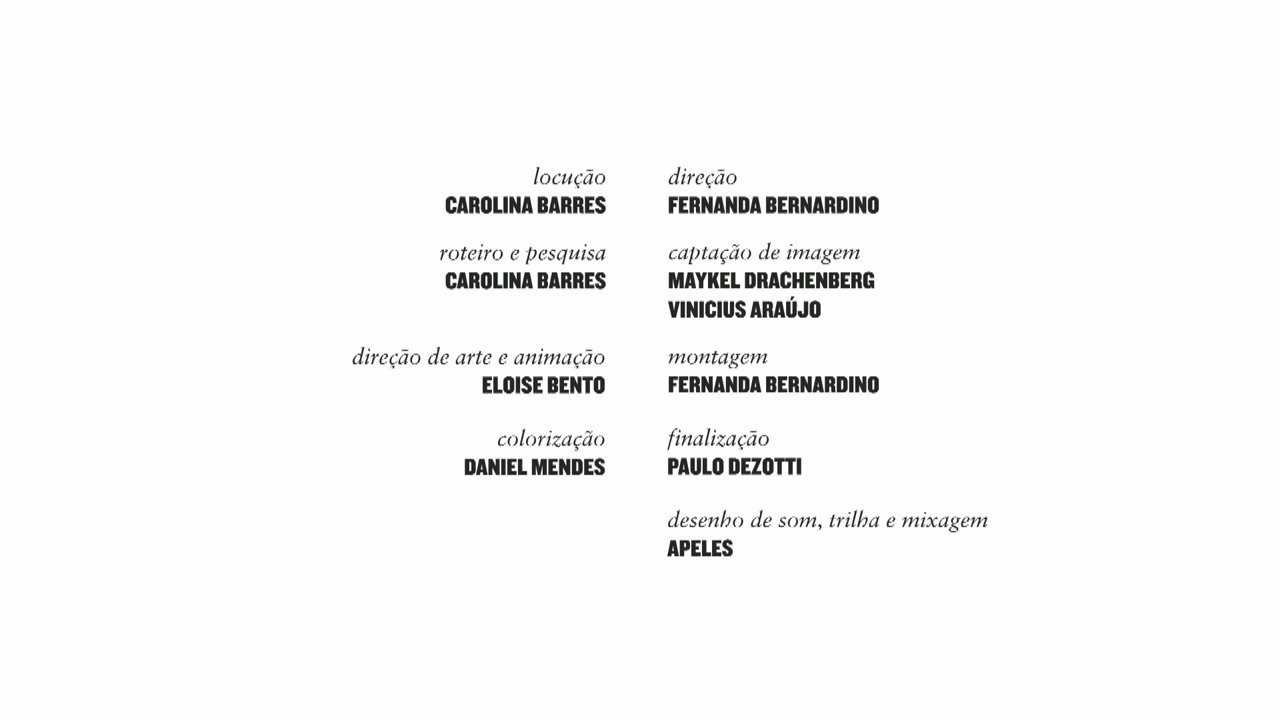 locução
CAROLINA BARRES
roteiro e pesquisa
CAROLINA BARRES
direção de arte e animação
ELOISE BENTO
colorização
DANIEL MENDES
direção
FERNANDA BERNARDINO
captação de imagem
MAYKEL DRACHENBERG
VINICIUS ARAÚJO
montagem
FERNANDA BERNARDINO
finalização
PAULO DEZOTTI
desenho de som, trilha e mixagem
APELES